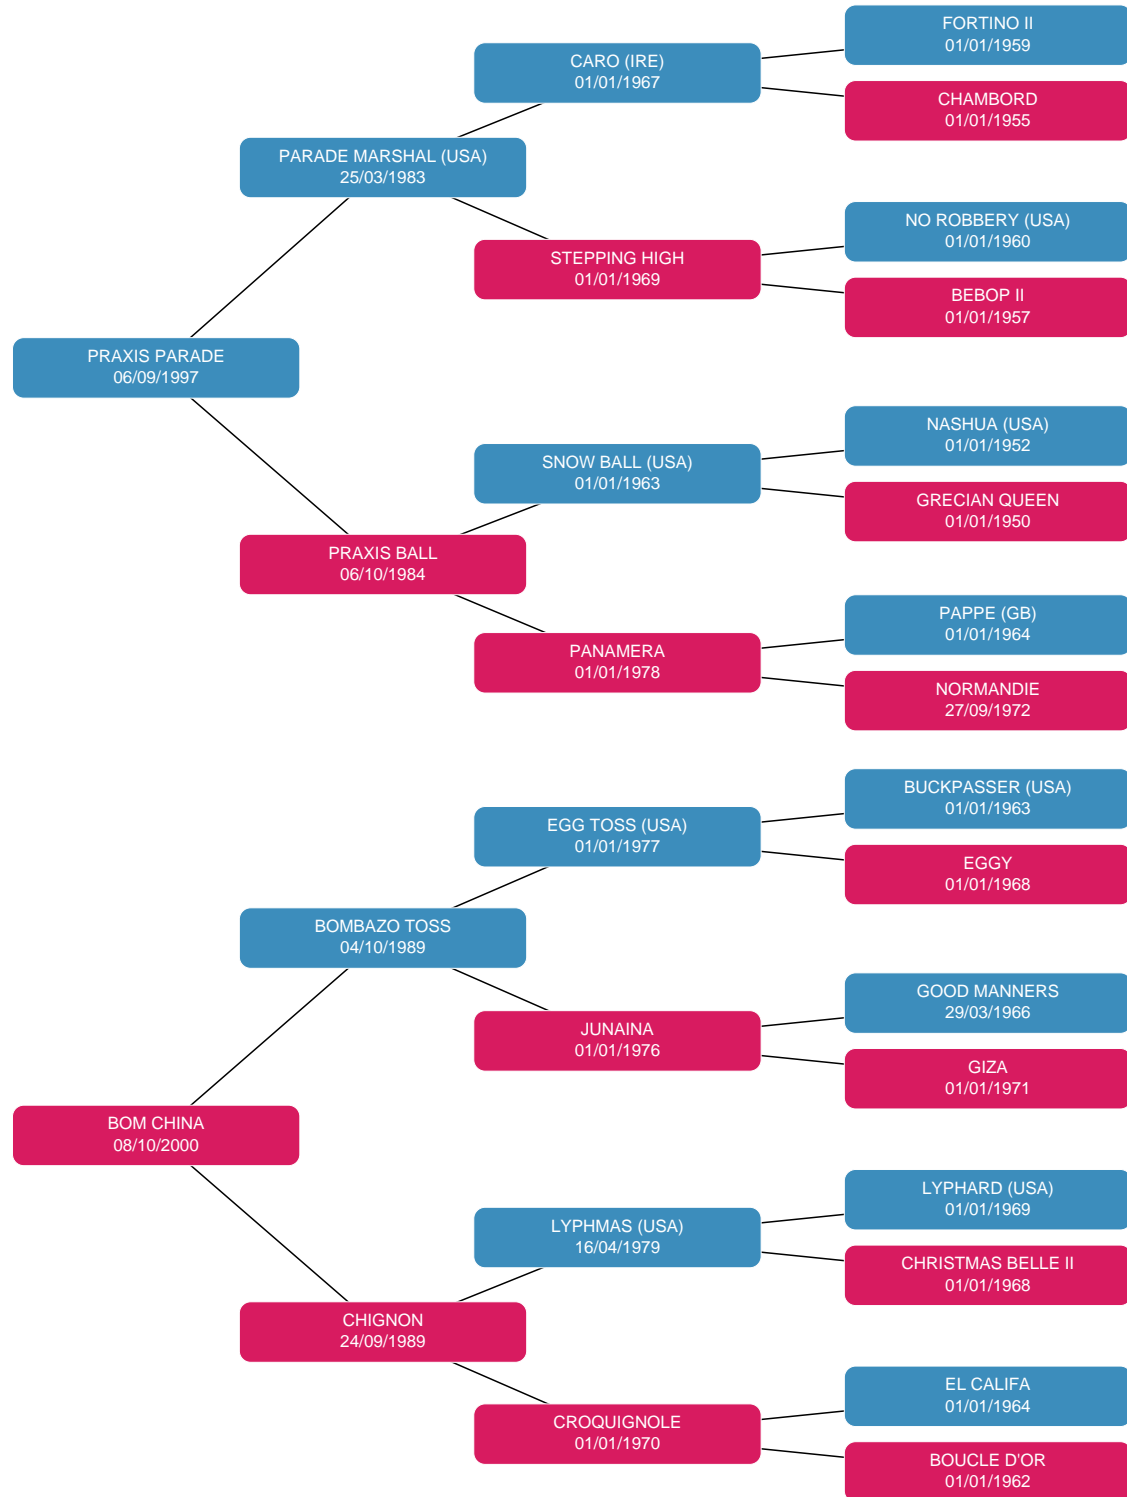 FORTINO II
01/01/1959
CARO (IRE)
01/01/1967
CHAMBORD
01/01/1955
PARADE MARSHAL (USA)
25/03/1983
NO ROBBERY (USA)
01/01/1960
STEPPING HIGH
01/01/1969
BEBOP II
01/01/1957
PRAXIS PARADE
06/09/1997
NASHUA (USA)
01/01/1952
SNOW BALL (USA)
01/01/1963
GRECIAN QUEEN
01/01/1950
PRAXIS BALL
06/10/1984
PAPPE (GB)
01/01/1964
PANAMERA
01/01/1978
NORMANDIE
27/09/1972
BUCKPASSER (USA)
01/01/1963
EGG TOSS (USA)
01/01/1977
EGGY
01/01/1968
BOMBAZO TOSS
04/10/1989
GOOD MANNERS
29/03/1966
JUNAINA
01/01/1976
GIZA
01/01/1971
BOM CHINA
08/10/2000
LYPHARD (USA)
01/01/1969
LYPHMAS (USA)
16/04/1979
CHRISTMAS BELLE II
01/01/1968
CHIGNON
24/09/1989
EL CALIFA
01/01/1964
CROQUIGNOLE
01/01/1970
BOUCLE D'OR
01/01/1962